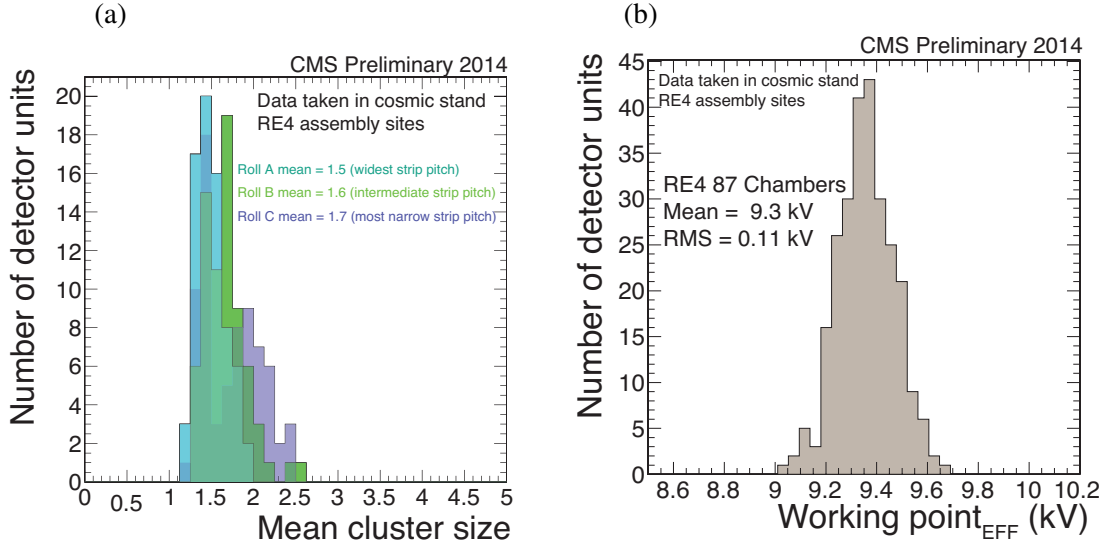 (a)
CMS Preliminary 2014
Number of detector units
20
18
16
14
12
10
8
6
4
2
0
Data taken in cosmic stand
RE4 assembly sites
Roll A mean = 1.5 (widest strip pitch)
Roll B mean = 1.6 (intermediate strip pitch)
Roll C mean = 1.7 (most narrow strip pitch)
0 0.5 1 1.5 2 2.5 3 3.5 4 4.5 5
Mean cluster size
(b)
CMS Preliminary 2014
Number of detector units
45
40
35
30
25
20
15
10
5
0
Data taken in cosmic stand
RE4 assembly sites
RE4 87 Chambers
Mean = 9.3 kV
RMS = 0.11 kV
8.6 8.8 9 9.2 9.4 9.6 9.8 10 10.2
Working point_EFF (kV)